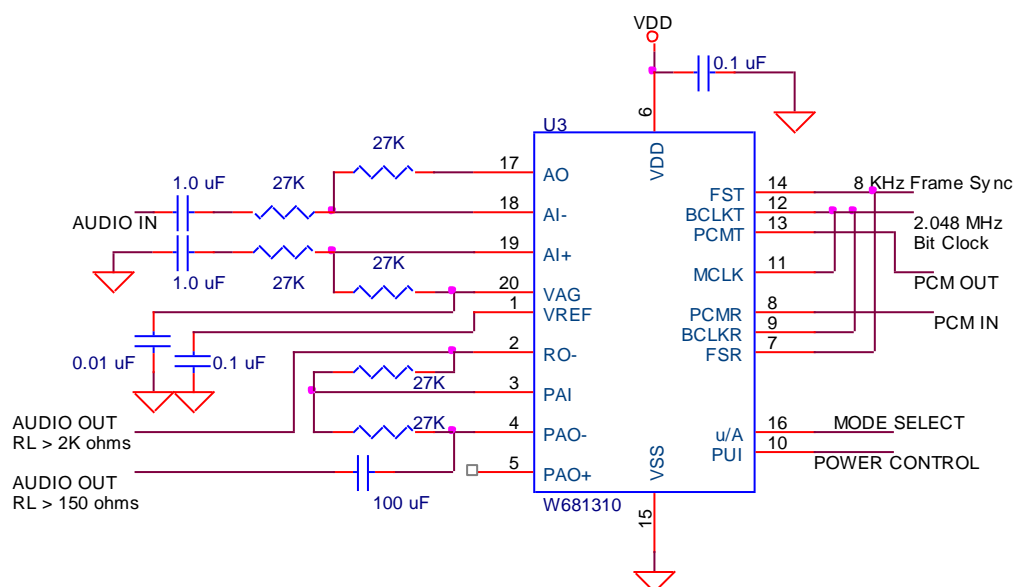 VDD
0.1 uF
6
U3
VDD
27K
17
AO
1.0 uF
27K
18
AI-
AUDIO IN
19
AI+
1.0 uF
27K
27K
20
VAG
1
VREF
0.01 uF
0.1 uF
2
RO-
27K
3
PAI
AUDIO OUT
RL > 2K ohms
27K
4
PAO-
5
PAO+
AUDIO OUT
RL > 150 ohms
100 uF
FST
14
8 KHz Frame Sync
BCLKT
12
2.048 MHz
Bit Clock
PCMT
13
MCLK
11
PCM OUT
PCMR
8
PCM IN
BCLKR
9
FSR
7
u/A
16
MODE SELECT
PUI
10
POWER CONTROL
VSS
W681310
15